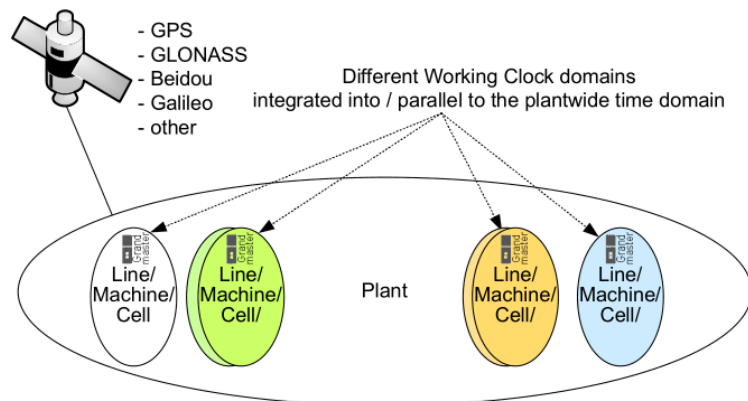 - GPS
- GLONASS
- Beidou
- Galileo
- other
Different Working Clock domains
integrated into / parallel to the plantwide time domain
Grand
master
Line/
Machine/
Cell
Grand
master
Line/
Machine/
Cell/
Plant
Grand
master
Line/
Machine/
Cell/
Grand
master
Line/
Machine/
Cell/